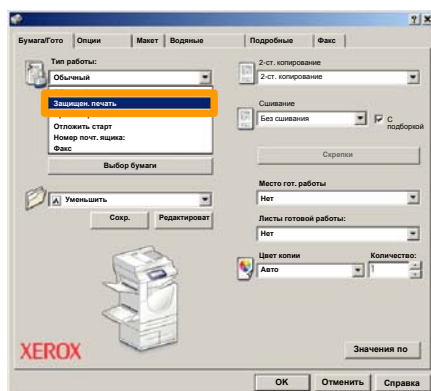 Бумага/Гото Опции Макет Водяные Подробные Факс
Тип работы:
Обычный
Защищен. печать
Отложить старт
Номер почт. ящика:
Факс
Выбор бумаги
Уменьшить
Сохр. Редактироват
XEROX
2-ст. копирование
2-ст. копирование
Сшивание
Без сшивания
С подборкой
Скрепки
Место гот. работы
Нет
Листы готовой работы:
Нет
Цвет копии Количество:
Авто 1
Значения по
OK Отменить Справка